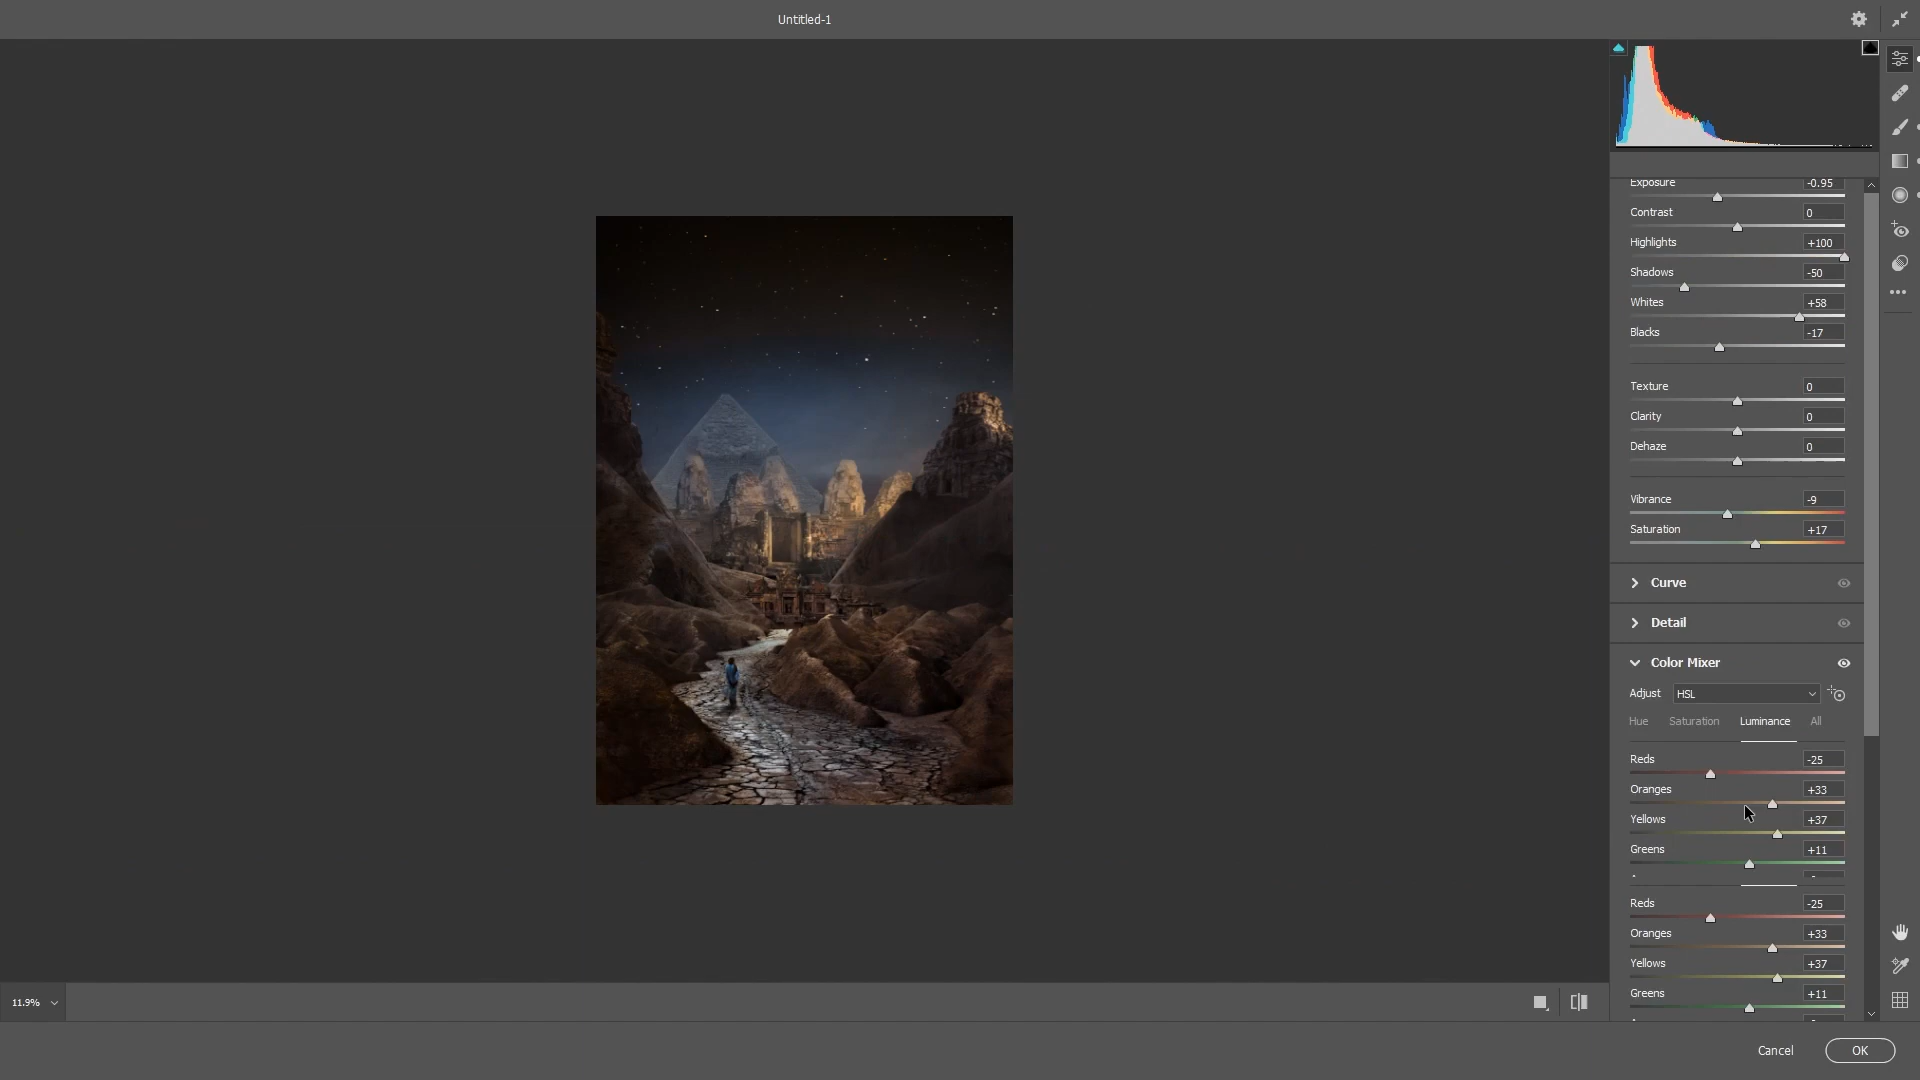 Untitled-1
Exposure -0.95
Contrast 0
Highlights +100
Shadows -50
Whites +58
Blacks -17
Texture 0
Clarity 0
Dehaze 0
Vibrance -9
Saturation +17
Curve
Detail
Color Mixer
Adjust HSL
Hue Saturation Luminance All
Reds -25
Oranges +33
Yellows +37
Greens +11
Reds -25
Oranges +33
Yellows +37
Greens +11
11.9%
Cancel OK